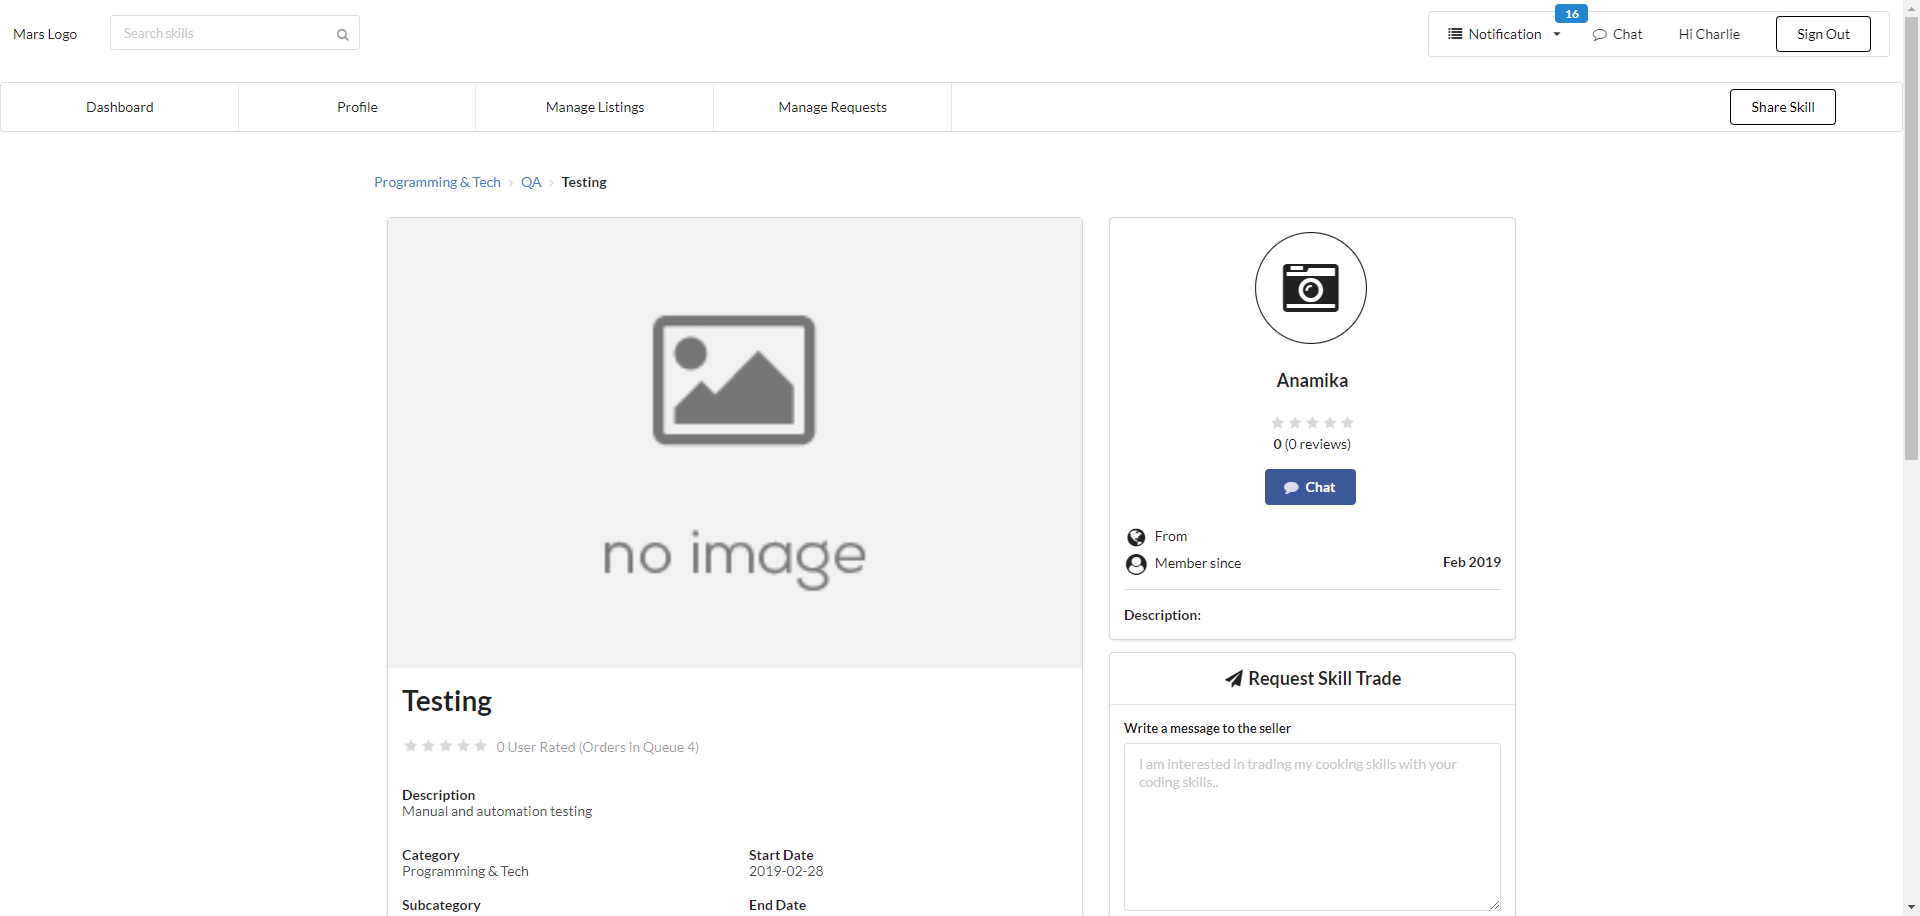 Mars Logo
Search skills
16
Notification
Chat
Hi Charlie
Sign Out
Dashboard
Profile
Manage Listings
Manage Requests
Share Skill
Programming & Tech
QA
Testing
no image
Testing
0 User Rated (Orders in Queue 4)
Description
Manual and automation testing
Category
Start Date
Programming & Tech
2019-02-28
Subcategory
End Date
Anamika
0 (0 reviews)
Chat
From
Member since
Feb 2019
Description:
Request Skill Trade
Write a message to the seller
I am interested in trading my cooking skills with your
coding skills..